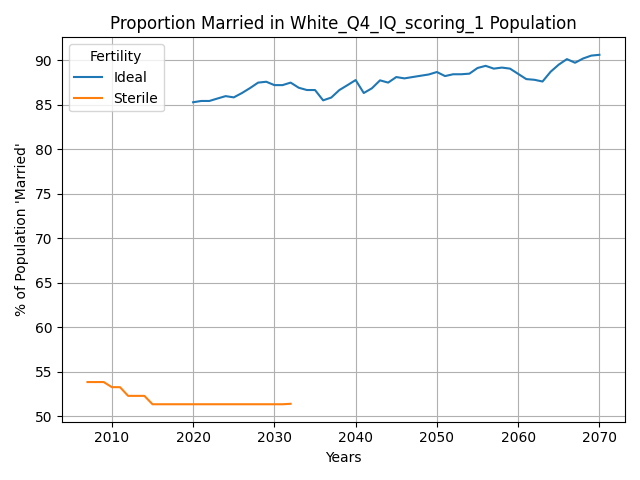 Proportion Married in White_Q4_IQ_scoring_1 Population
Fertility
Ideal
Sterile
% of Population 'Married'
90
85
80
75
70
65
60
55
50
2010 2020 2030 2040 2050 2060 2070
Years